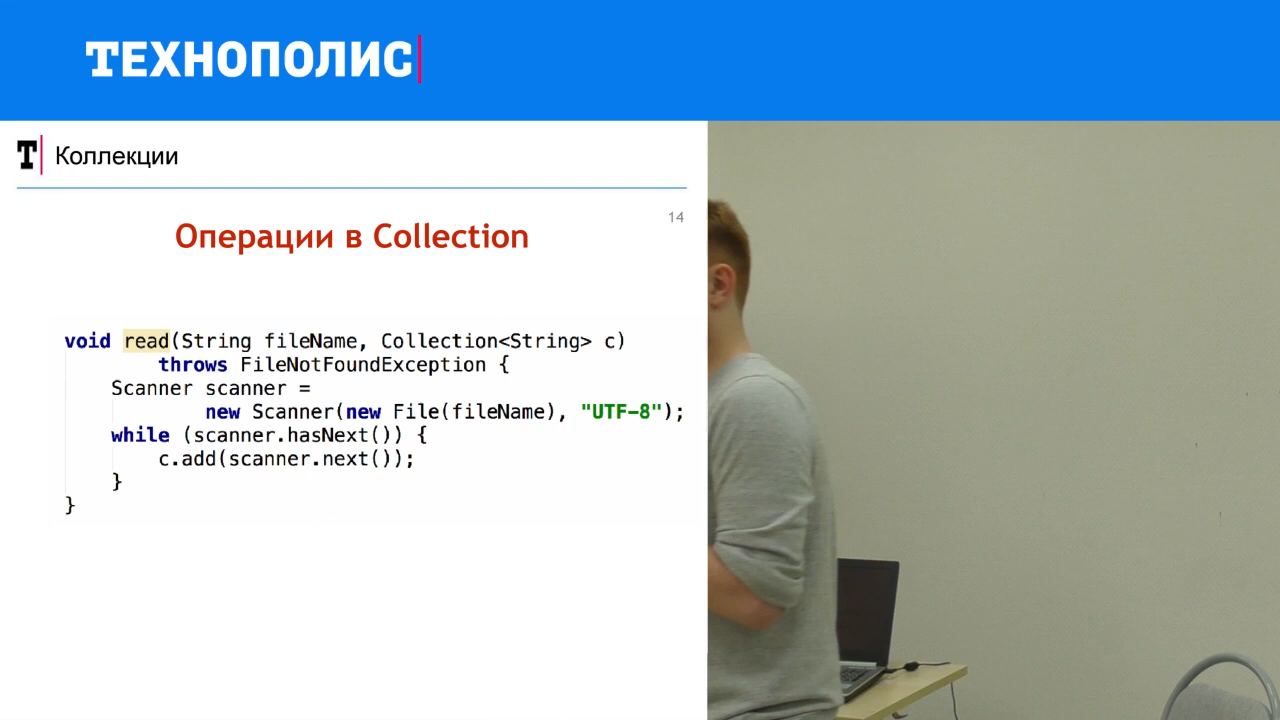 ТЕХНОПОЛИС
Т Коллекции
14
Операции в Collection
void read(String fileName, Collection<String> c)
throws FileNotFoundException {
Scanner scanner =
new Scanner(new File(fileName), "UTF-8");
while (scanner.hasNext()) {
c.add(scanner.next());
}
}